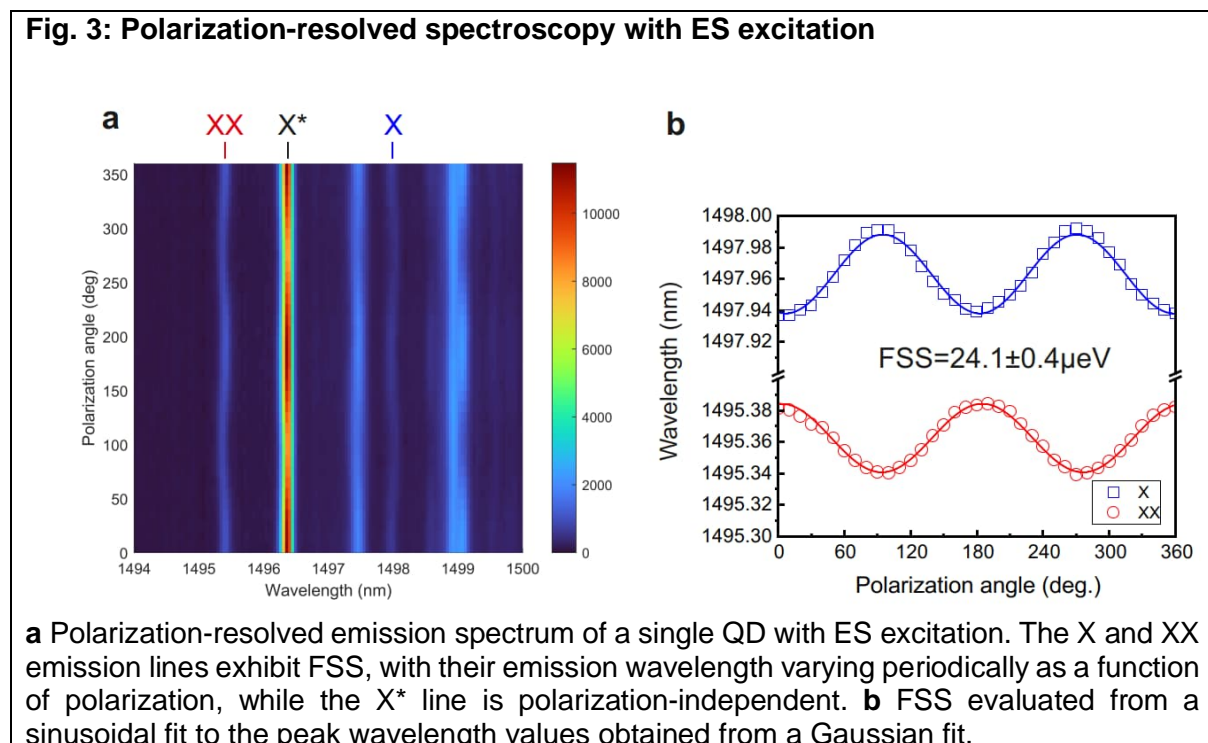 Fig. 3: Polarization-resolved spectroscopy with ES excitation
a
XX
X*
X
350
300
250
200
150
100
50
0
Polarization angle (deg)
1494
1495
1496
1497
1498
1499
1500
Wavelength (nm)
10000
8000
6000
4000
2000
0
b
1498.00
1497.98
1497.96
1497.94
1497.92
1495.38
1495.36
1495.34
1495.32
1495.30
Wavelength (nm)
FSS=24.1±0.4μeV
X
XX
0
60
120
180
240
300
360
Polarization angle (deg.)
a Polarization-resolved emission spectrum of a single QD with ES excitation. The X and XX
emission lines exhibit FSS, with their emission wavelength varying periodically as a function
of polarization, while the X* line is polarization-independent. b FSS evaluated from a
sinusoidal fit to the peak wavelength values obtained from a Gaussian fit.